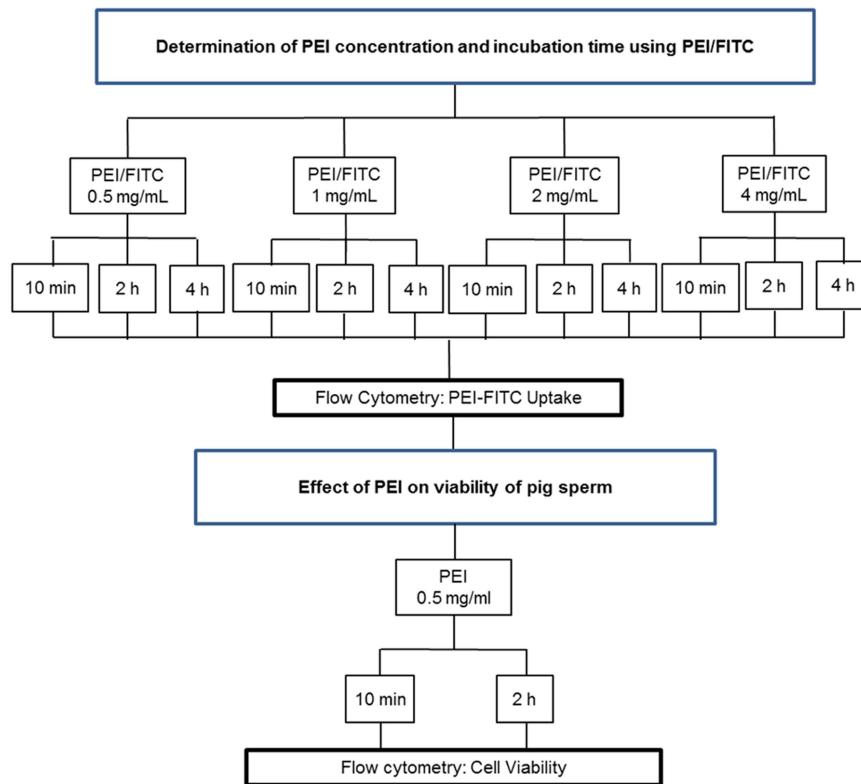 Determination of PEI concentration and incubation time using PEI/FITC
PEI/FITC
0.5 mg/mL
PEI/FITC
1 mg/mL
PEI/FITC
2 mg/mL
PEI/FITC
4 mg/mL
10 min
2 h
4 h
10 min
2 h
4 h
10 min
2 h
4 h
10 min
2 h
4 h
Flow Cytometry: PEI-FITC Uptake
Effect of PEI on viability of pig sperm
PEI
0.5 mg/ml
10 min
2 h
Flow cytometry: Cell Viability